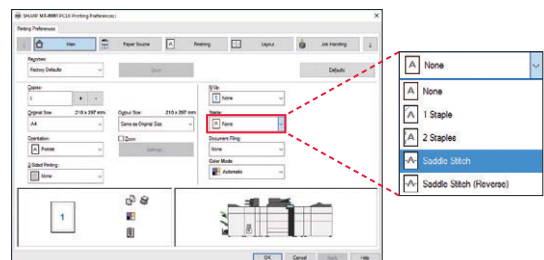 SHARP MX-8081 PCL6 Printing Preferences
Printing Preferences
Main
Paper Source
Finishing
Layout
Job Handling
Favorites:
Factory Defaults
Save
Defaults
Copies:
1
N-Up:
None
Original Size:
210 x 297 mm
A4
Output Size:
210 x 297 mm
Same as Original Size
Staple:
None
Orientation:
Portrait
Zoom
Settings...
Document Filing:
None
2-Sided Printing:
None
Color Mode:
Automatic
1
OK
Cancel
Apply
Help
None
None
1 Staple
2 Staples
Saddle Stitch
Saddle Stitch (Reverse)